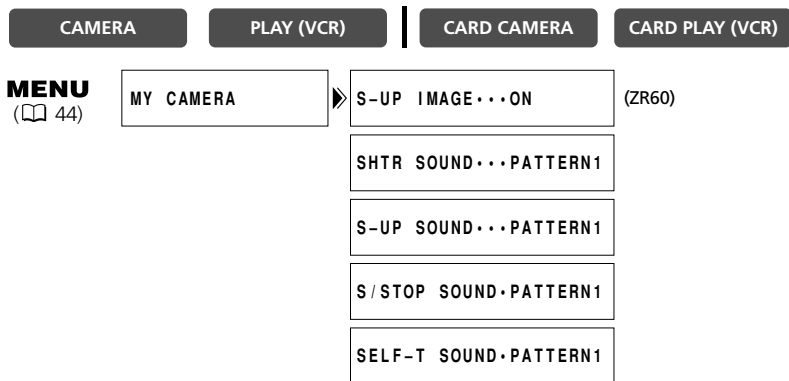 CAMERA PLAY (VCR) CARD CAMERA CARD PLAY (VCR)
MENU MY CAMERA S-UP IMAGE···ON (ZR60)
( 44)
SHTR SOUND···PATTERN1
S-UP SOUND···PATTERN1
S/STOP SOUND·PATTERN1
SELF-T SOUND·PATTERN1